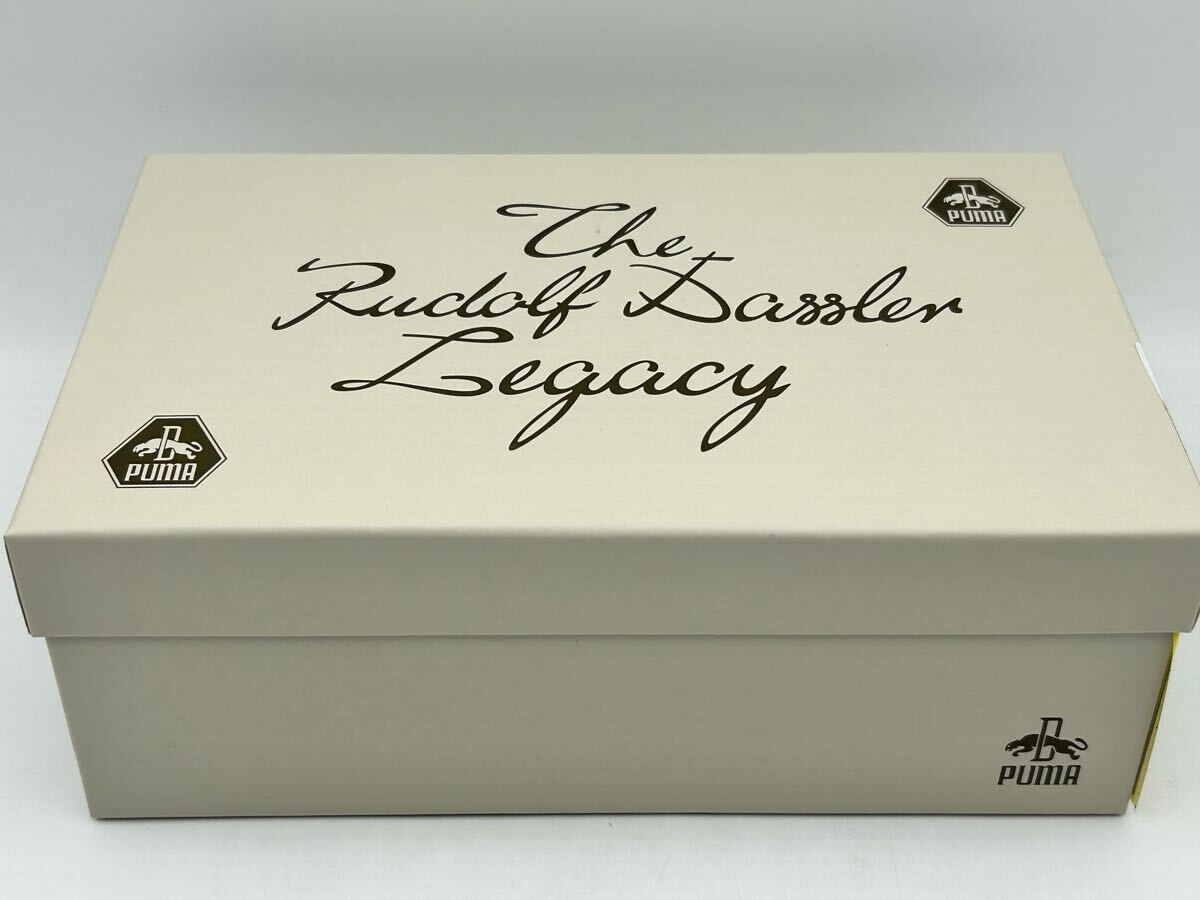 D
PUMA
The
Rudolf Dassler
Legacy
D
PUMA
D
PUMA